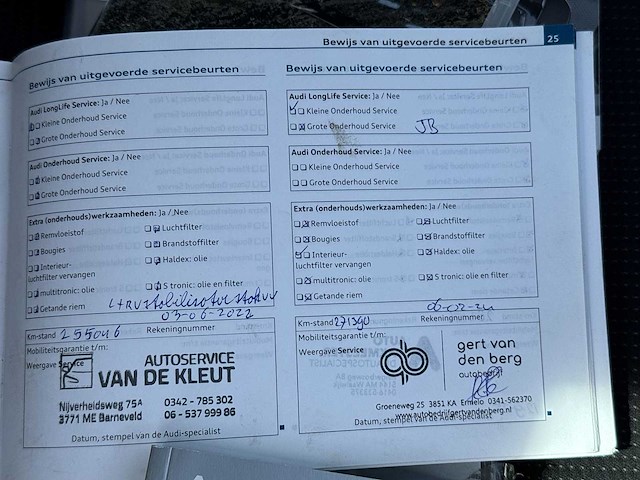 Bewijs van uitgevoerde servicebeurten 25
Bewijs van uitgevoerde servicebeurten
Audi LongLife Service: Ja / Nee
Kleine Onderhoud Service
Grote Onderhoud Service
Audi Onderhoud Service: Ja / Nee
Kleine Onderhoud Service
Grote Onderhoud Service
Extra (onderhouds)werkzaamheden: Ja / Nee
Remvloeistof Luchtfilter
Bougies Brandstoffilter
Interieur- Haldex: olie
luchtfilter vervangen
multitronic: olie S tronic: olie en filter
Getande riem
03-06-2022
Km-stand 255046 Rekeningnummer
Mobiliteitsgarantie t/m:
Weergave Service
AUTOSERVICE
VAN DE KLEUT
Nijverheidsweg 75A 0342 - 785 302
3771 ME Barneveld 06 - 537 999 86
Datum, stempel van de Audi-specialist
Bewijs van uitgevoerde servicebeurten
Audi LongLife Service: Ja / Nee
Kleine Onderhoud Service
Grote Onderhoud Service JB
Audi Onderhoud Service: Ja / Nee
Kleine Onderhoud Service
Grote Onderhoud Service
Extra (onderhouds)werkzaamheden: Ja / Nee
Remvloeistof Luchtfilter
Bougies Brandstoffilter
Interieur- Haldex: olie
luchtfilter vervangen
multitronic: olie S tronic: olie en filter
Getande riem
Km-stand 271390 Rekeningnummer
Mobiliteitsgarantie t/m:
Weergave Service
gert van
den berg
autobedrijf
Groeneweg 25 3851 KA Ermelo 0341-562370
www.autobedrijfgertvandenberg.nl
Datum, stempel van de Audi-specialist